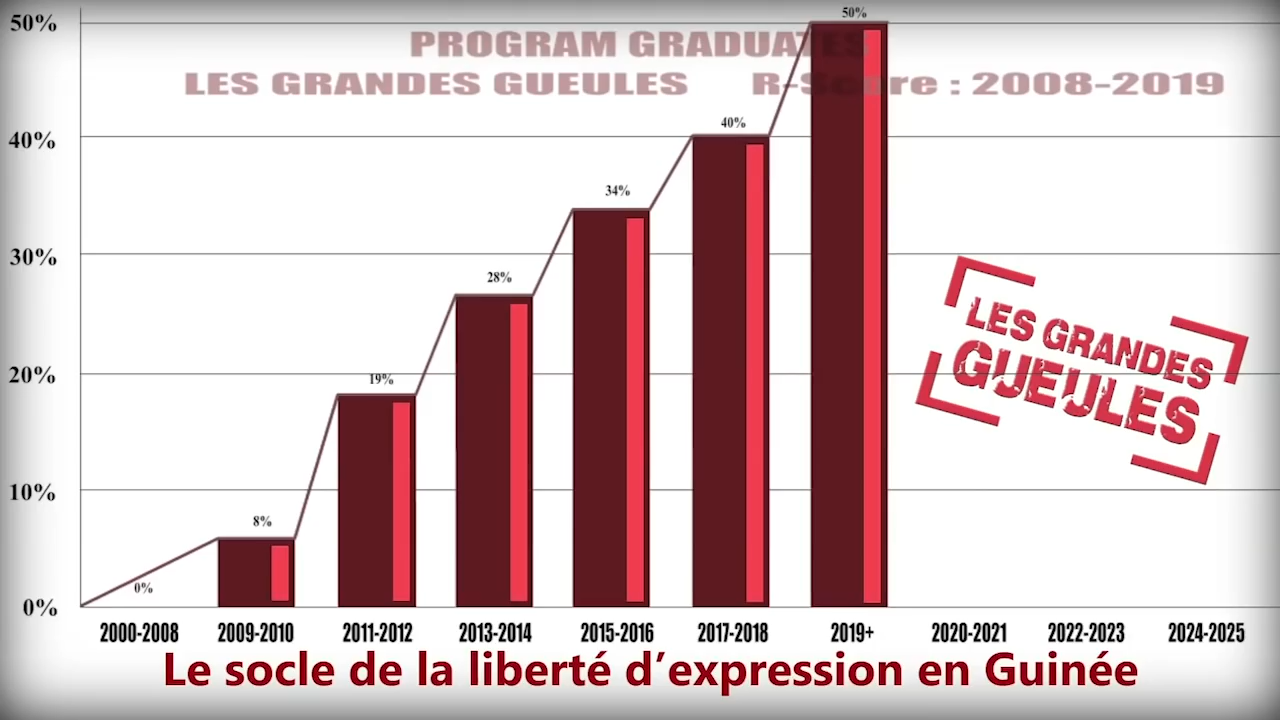 50%
50%
PROGRAM GRADUATES
LES GRANDES GUEULES R-Score : 2008-2019
40%
40%
34%
30%
28%
LES GRANDES
GUEULES
20%
19%
10%
8%
0%
0%
2000-2008 2009-2010 2011-2012 2013-2014 2015-2016 2017-2018 2019+ 2020-2021 2022-2023 2024-2025
Le socle de la liberté d’expression en Guinée